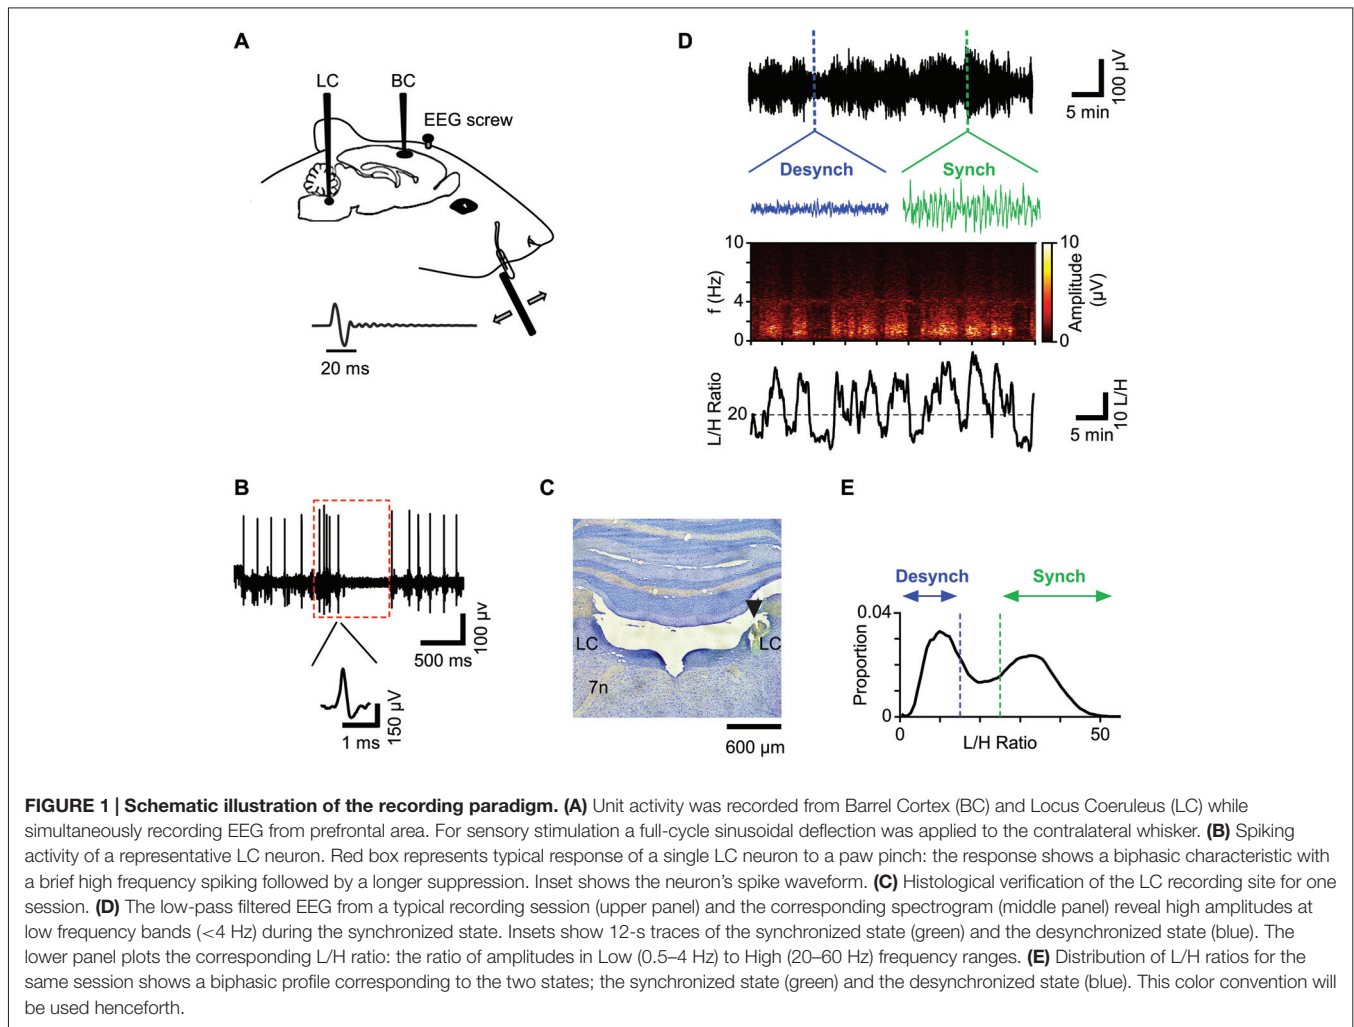 A
LC
BC
EEG screw
20 ms
B
500 ms
100 μv
1 ms
150 μV
C
LC
LC
7n
600 μm
D
5 min
100 μV
Desynch
Synch
10
4
0
f (Hz)
10
0
Amplitude
(μV)
L/H Ratio
20
5 min
10 L/H
E
Desynch
Synch
0.04
0
Proportion
0
50
L/H Ratio
FIGURE 1 | Schematic illustration of the recording paradigm. (A) Unit activity was recorded from Barrel Cortex (BC) and Locus Coeruleus (LC) while
simultaneously recording EEG from prefrontal area. For sensory stimulation a full-cycle sinusoidal deflection was applied to the contralateral whisker. (B) Spiking
activity of a representative LC neuron. Red box represents typical response of a single LC neuron to a paw pinch: the response shows a biphasic characteristic with
a brief high frequency spiking followed by a longer suppression. Inset shows the neuron's spike waveform. (C) Histological verification of the LC recording site for one
session. (D) The low-pass filtered EEG from a typical recording session (upper panel) and the corresponding spectrogram (middle panel) reveal high amplitudes at
low frequency bands (<4 Hz) during the synchronized state. Insets show 12-s traces of the synchronized state (green) and the desynchronized state (blue). The
lower panel plots the corresponding L/H ratio: the ratio of amplitudes in Low (0.5–4 Hz) to High (20–60 Hz) frequency ranges. (E) Distribution of L/H ratios for the
same session shows a biphasic profile corresponding to the two states; the synchronized state (green) and the desynchronized state (blue). This color convention will
be used henceforth.